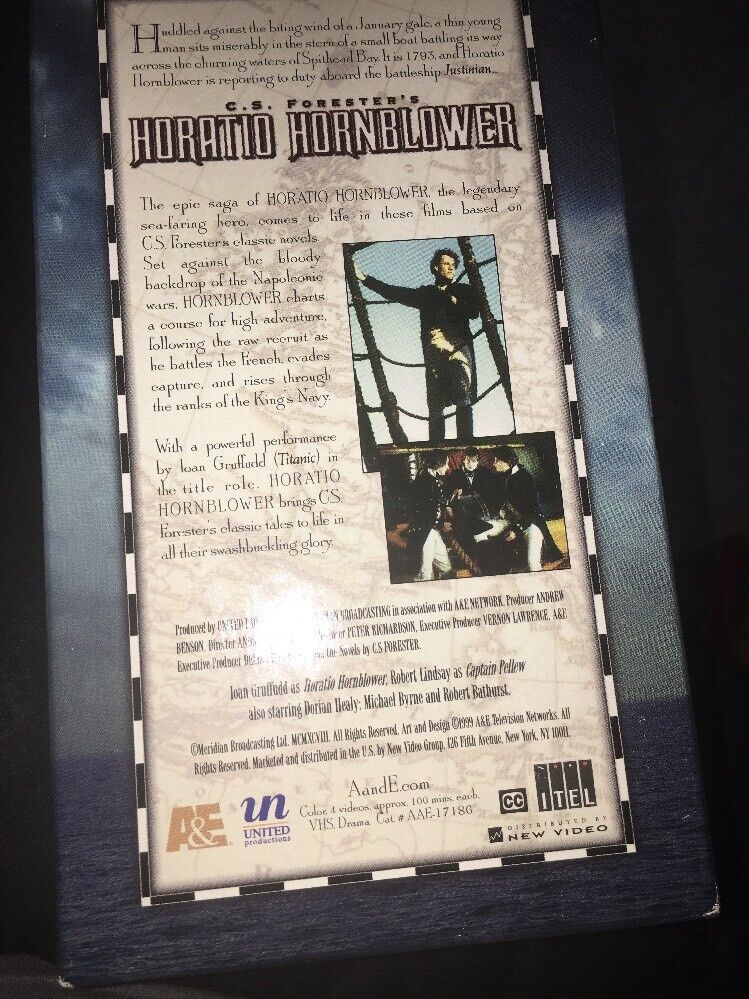 Huddled against the biting wind of a January gale, a thin young
man sits miserably in the stern of a small boat battling its way
across the churning waters of Spithead Bay. It is 1793, and Horatio
Hornblower is reporting to duty aboard the battleship Justinian...
C.S. FORESTER'S
HORATIO HORNBLOWER
The epic saga of HORATIO HORNBLOWER, the legendary
sea-faring hero, comes to life in these films based on
C.S. Forester's classic novels.
Set against the bloody
backdrop of the Napoleonic
wars, HORNBLOWER charts
a course for high adventure,
following the raw recruit as
he battles the French, evades
capture, and rises through
the ranks of the King's Navy.
With a powerful performance
by Ioan Gruffudd (Titanic) in
the title role, HORATIO
HORNBLOWER brings C.S.
Forester's classic tales to life in
all their swashbuckling glory.
Produced by UNITED BROADCASTING in association with A&E NETWORK. Producer ANDREW
BENSON. Director PETER RICHARDSON, Executive Producer VERNON LAWRENCE, A&E
Executive Producer the Novels by C.S. FORESTER.
Ioan Gruffudd as Horatio Hornblower, Robert Lindsay as Captain Pellew
also starring Dorian Healy; Michael Byrne and Robert Bathurst.
©Meridian Broadcasting Ltd. MCMXCVIII. All Rights Reserved. Art and Design ©1999 A&E Television Networks. All
Rights Reserved. Marketed and distributed in the U.S. by New Video Group, 126 Fifth Avenue, New York, NY 10011.
AandE.com
Color, 4 videos, approx. 100 mins. each.
VHS, Drama Cat. # AAE-17186
A&E
un
UNITED
productions
CC
ITEL
DISTRIBUTED BY
NEW VIDEO